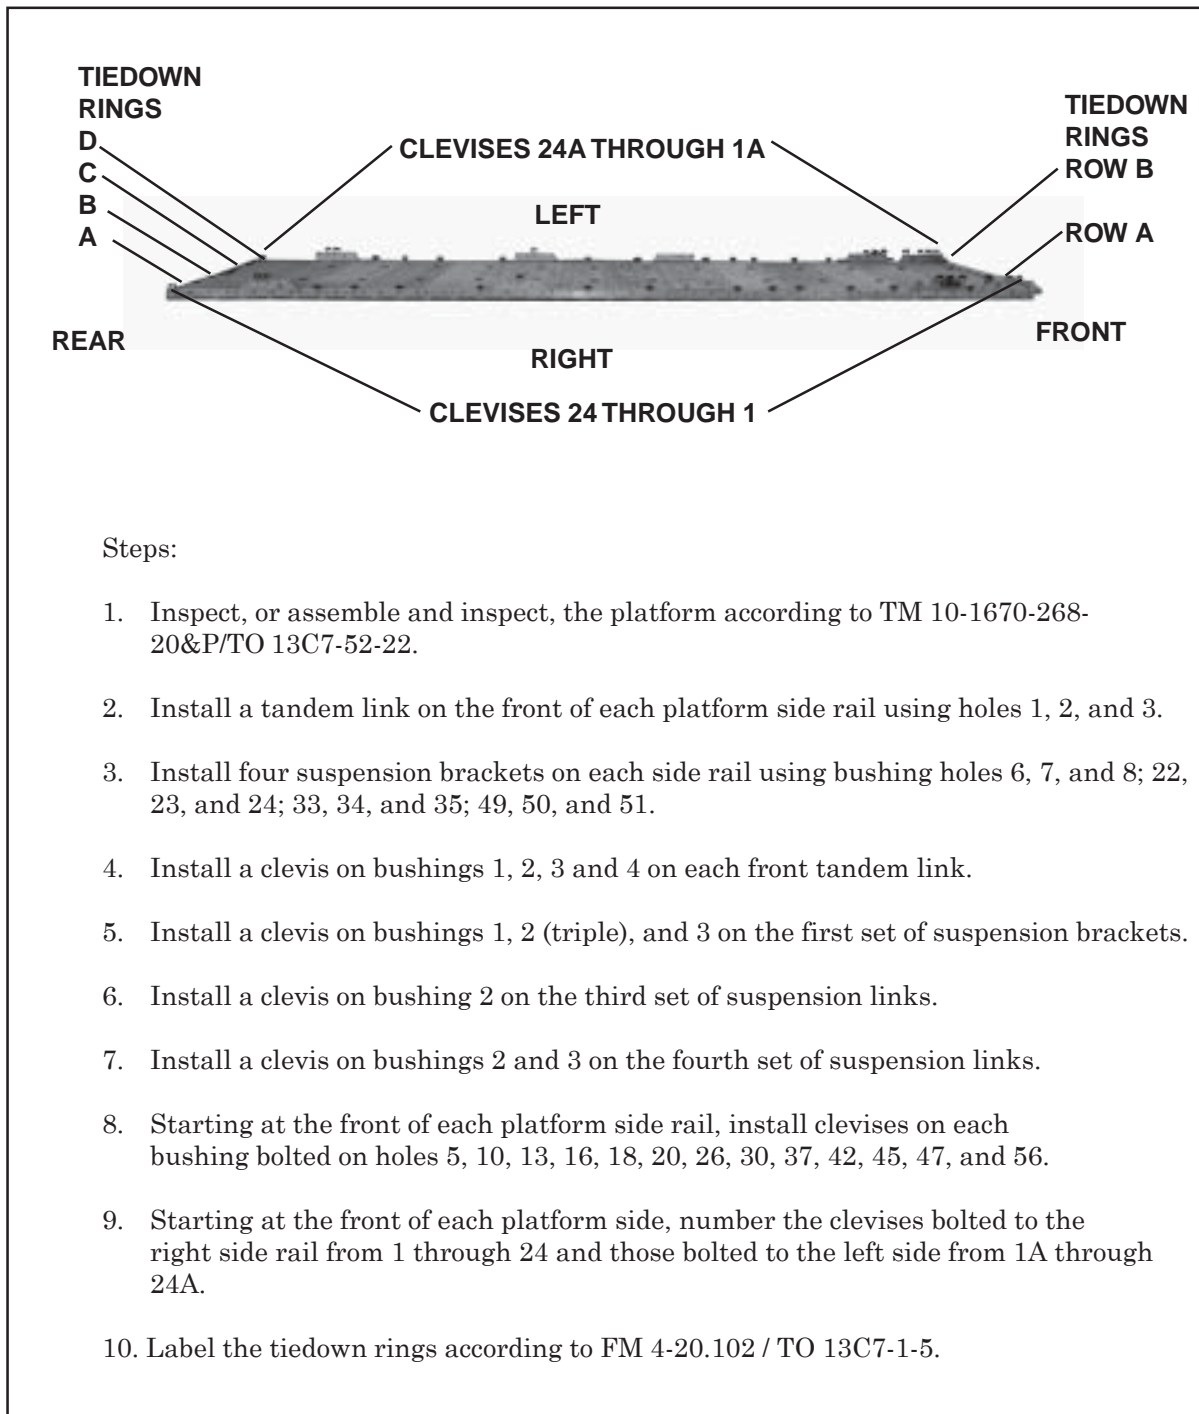 TIEDOWN
RINGS
D
C
B
A
CLEVISES 24A THROUGH 1A
TIEDOWN
RINGS
ROW B
ROW A
LEFT
REAR
RIGHT
FRONT
CLEVISES 24 THROUGH 1
Steps:
1. Inspect, or assemble and inspect, the platform according to TM 10-1670-268-
20&P/TO 13C7-52-22.
2. Install a tandem link on the front of each platform side rail using holes 1, 2, and 3.
3. Install four suspension brackets on each side rail using bushing holes 6, 7, and 8; 22,
23, and 24; 33, 34, and 35; 49, 50, and 51.
4. Install a clevis on bushings 1, 2, 3 and 4 on each front tandem link.
5. Install a clevis on bushings 1, 2 (triple), and 3 on the first set of suspension brackets.
6. Install a clevis on bushing 2 on the third set of suspension links.
7. Install a clevis on bushings 2 and 3 on the fourth set of suspension links.
8. Starting at the front of each platform side rail, install clevises on each
bushing bolted on holes 5, 10, 13, 16, 18, 20, 26, 30, 37, 42, 45, 47, and 56.
9. Starting at the front of each platform side, number the clevises bolted to the
right side rail from 1 through 24 and those bolted to the left side from 1A through
24A.
10. Label the tiedown rings according to FM 4-20.102 / TO 13C7-1-5.